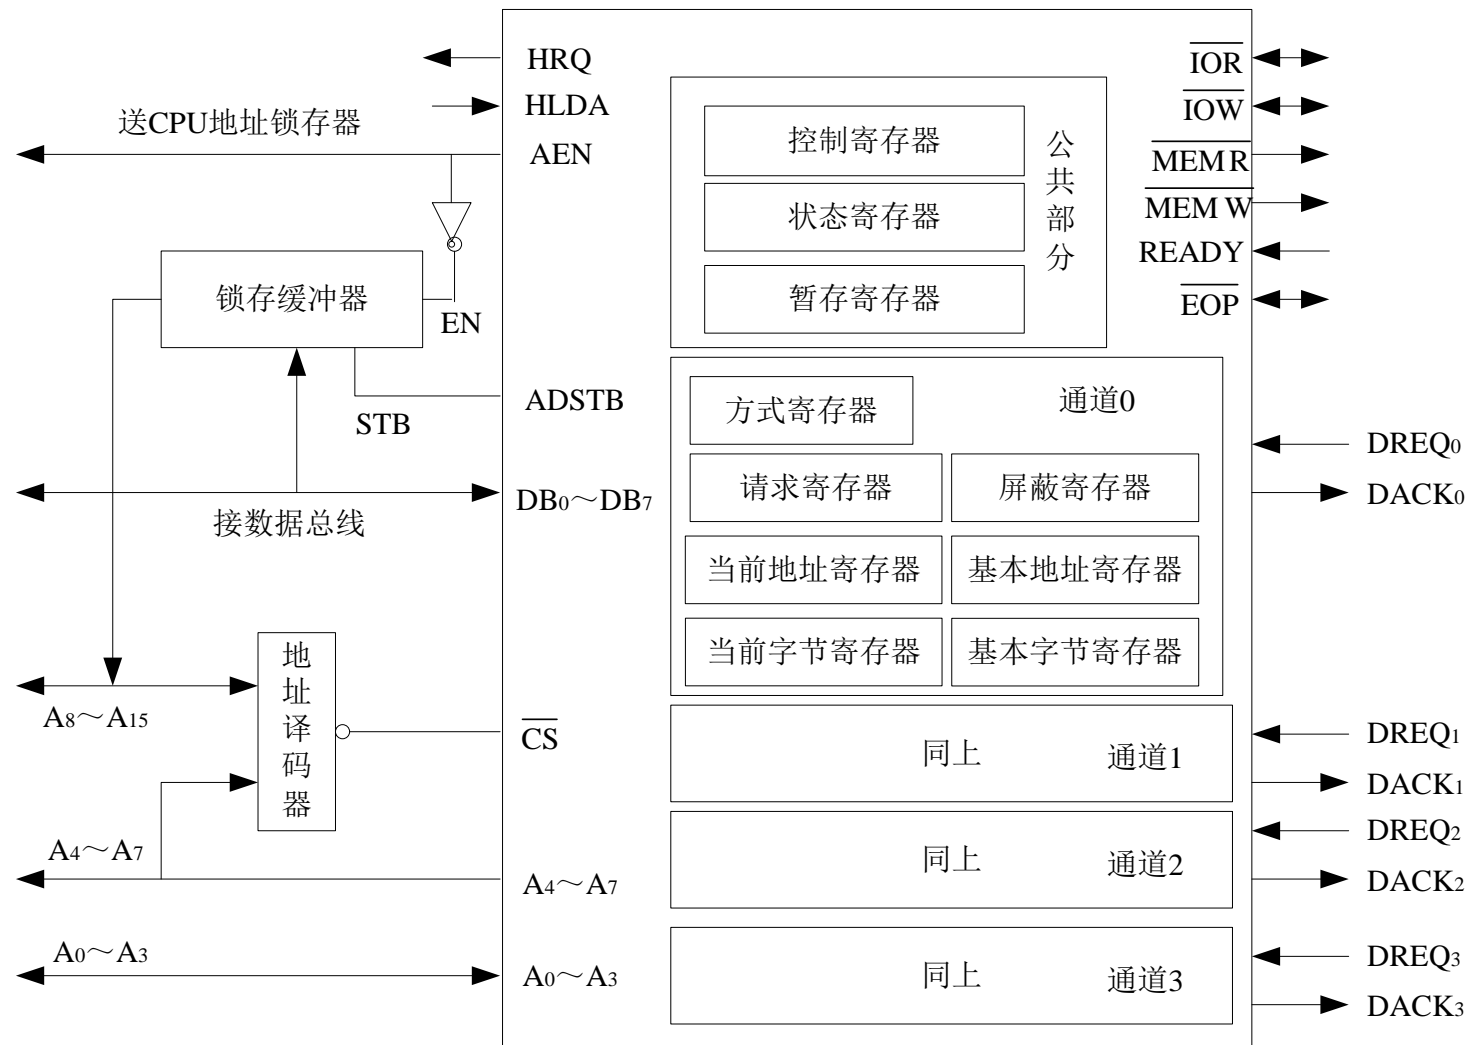 HRQ
HLDA
送CPU地址锁存器
AEN
锁存缓冲器
EN
STB
ADSTB
接数据总线
DB₀～DB₇
地址译码器
A₈～A₁₅
C̅S̅
A₄～A₇
A₄～A₇
A₀～A₃
A₀～A₃
控制寄存器
状态寄存器
暂存寄存器
公共部分
方式寄存器
通道0
请求寄存器
屏蔽寄存器
当前地址寄存器
基本地址寄存器
当前字节寄存器
基本字节寄存器
同上 通道1
同上 通道2
同上 通道3
I̅O̅R̅
I̅O̅W̅
M̅E̅M̅R̅
M̅E̅M̅W̅
READY
E̅O̅P̅
DREQ₀
DACK₀
DREQ₁
DACK₁
DREQ₂
DACK₂
DREQ₃
DACK₃